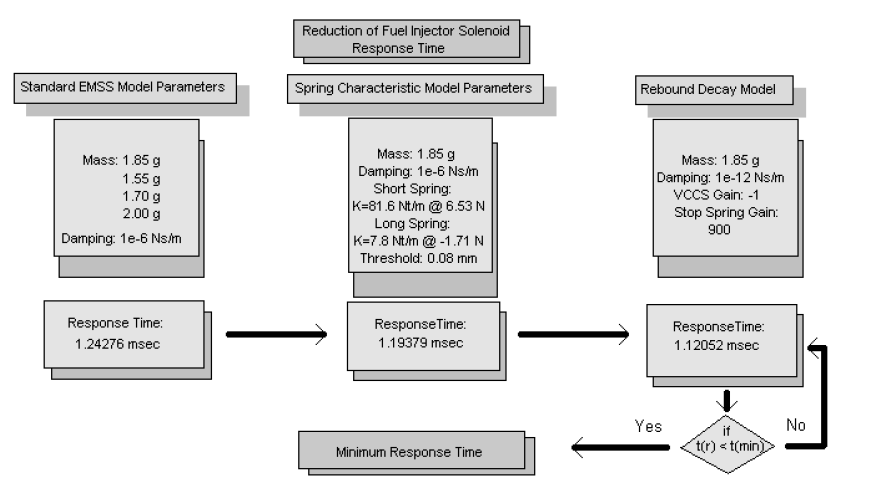 Reduction of Fuel Injector Solenoid
Response Time
Standard EMSS Model Parameters
Spring Characteristic Model Parameters
Rebound Decay Model
Mass: 1.85 g
1.55 g
1.70 g
2.00 g
Damping: 1e-6 Ns/m
Mass: 1.85 g
Damping: 1e-6 Ns/m
Short Spring:
K=81.6 Nt/m @ 6.53 N
Long Spring:
K=7.8 Nt/m @ -1.71 N
Threshold: 0.08 mm
Mass: 1.85 g
Damping: 1e-12 Ns/m
VCCS Gain: -1
Stop Spring Gain:
900
Response Time:
1.24276 msec
ResponseTime:
1.19379 msec
ResponseTime:
1.12052 msec
Yes
if
t(r) < t(min)
No
Minimum Response Time